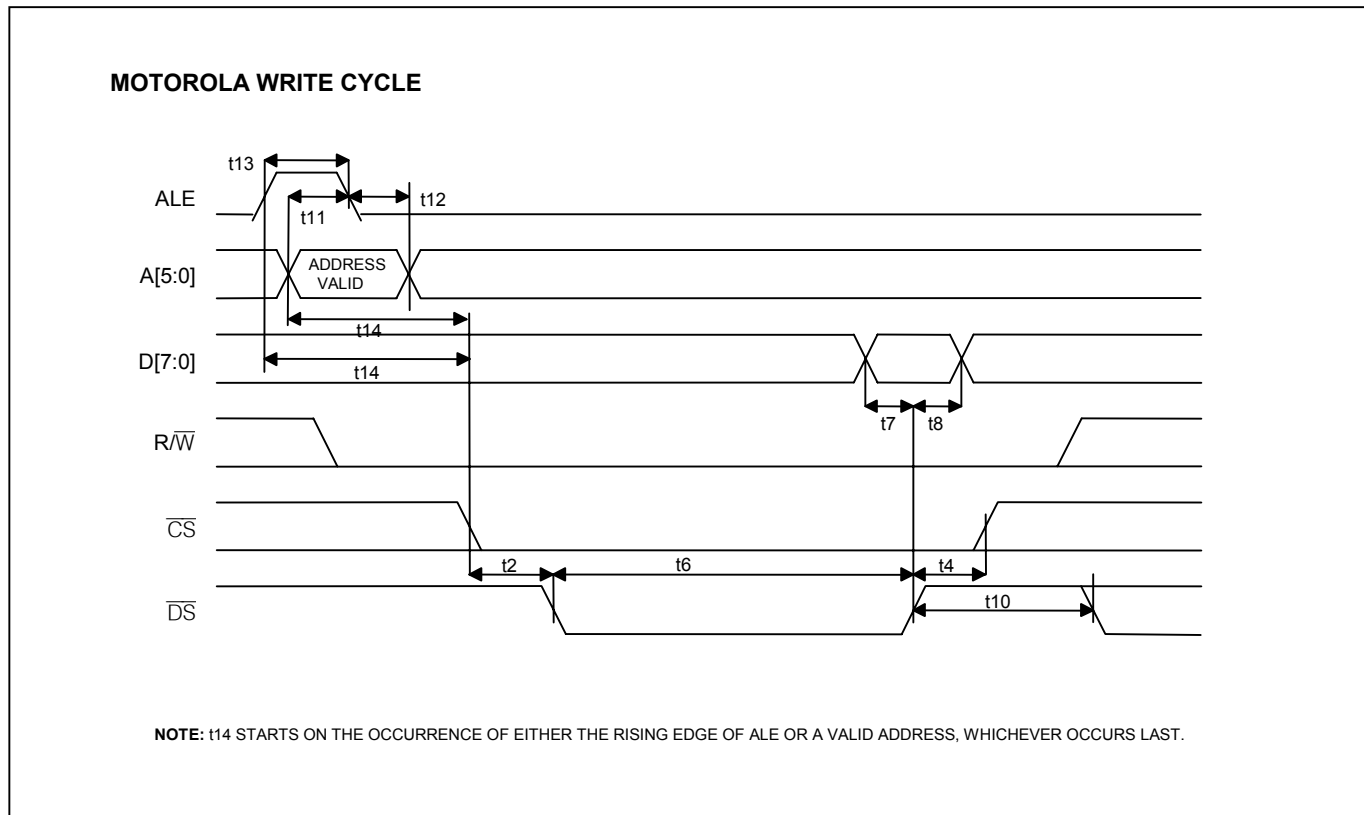 MOTOROLA WRITE CYCLE
t13
ALE
t11
t12
A[5:0]
ADDRESS
VALID
t14
D[7:0]
t14
t7
t8
R/W̅
C̅S̅
t2
t6
t4
D̅S̅
t10
NOTE: t14 STARTS ON THE OCCURRENCE OF EITHER THE RISING EDGE OF ALE OR A VALID ADDRESS, WHICHEVER OCCURS LAST.